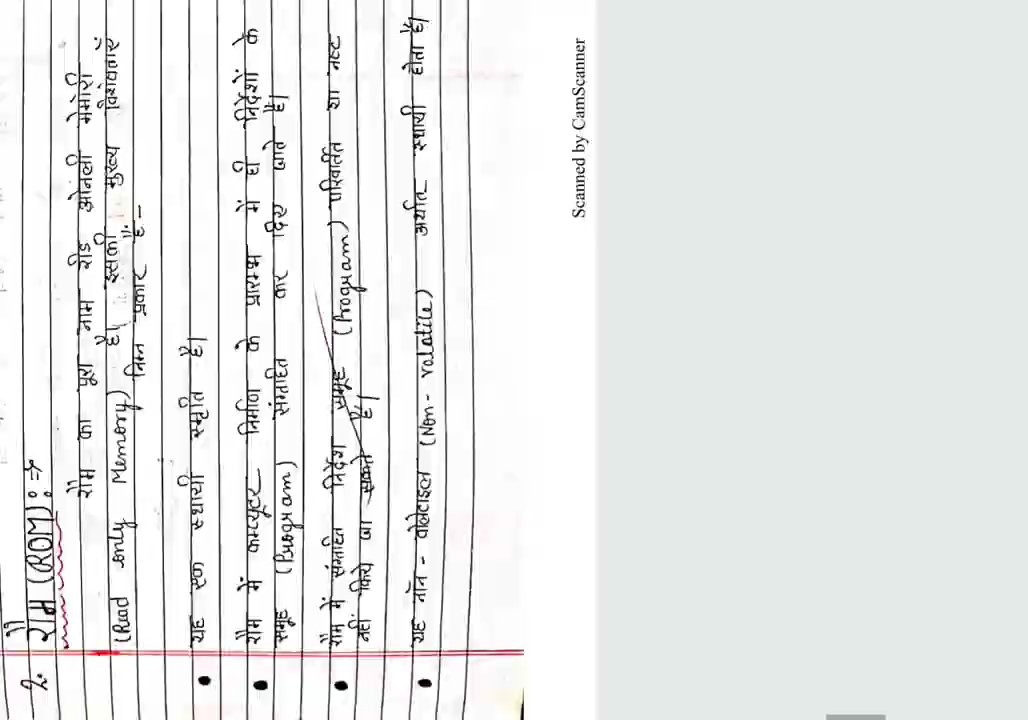 2. रॉम (ROM) : →
रॉम का पूरा नाम रीड ओनली मेमोरी
(Read only Memory) है। इसकी मुख्य विशेषताएं
निम्न प्रकार हैं:-
• यह एक स्थायी स्मृति है।
• रॉम में कम्प्यूटर निर्माण के प्रारम्भ में ही निर्देशों के
समूह (Program) संग्रहित कर दिए जाते हैं।
• रॉम में संग्रहित निर्देश समूह (Program) परिवर्तित या नष्ट
नहीं किये जा सकते हैं।
• यह नॉन - वोलेटाइल (Non - volatile) अर्थात स्थायी होता है।
Scanned by CamScanner